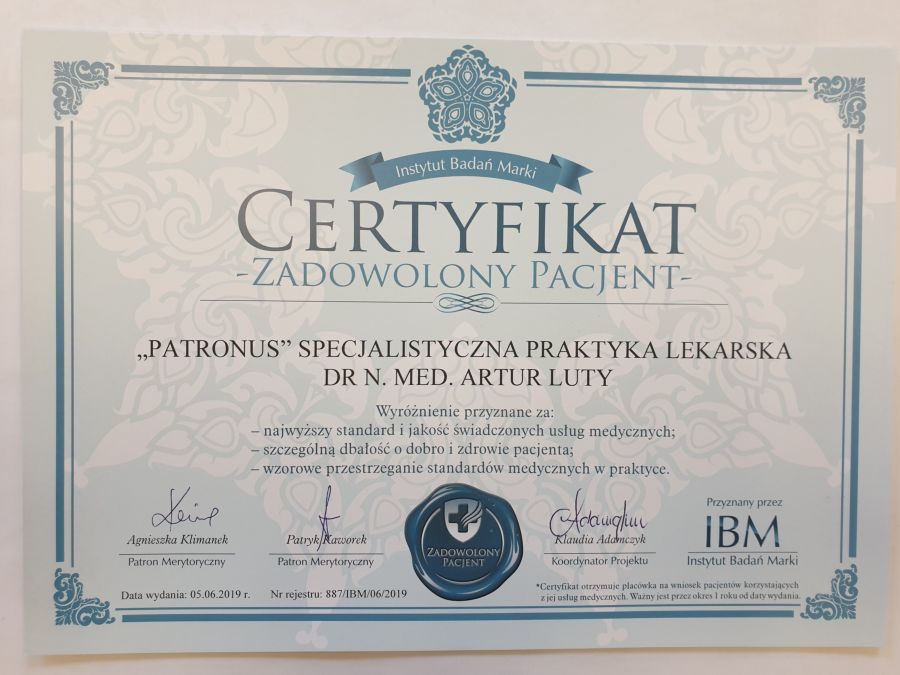 Instytut Badań Marki
CERTYFIKAT
-ZADOWOLONY PACJENT-
„PATRONUS” SPECJALISTYCZNA PRAKTYKA LEKARSKA
DR N. MED. ARTUR LUTY
Wyróżnienie przyznane za:
– najwyższy standard i jakość świadczonych usług medycznych;
– szczególną dbałość o dobro i zdrowie pacjenta;
– wzorowe przestrzeganie standardów medycznych w praktyce.
Agnieszka Klimanek
Patron Merytoryczny
Patryk Kaworek
Patron Merytoryczny
ZADOWOLONY
PACJENT
Klaudia Adamczyk
Koordynator Projektu
Przyznany przez
IBM
Instytut Badań Marki
Data wydania: 05.06.2019 r.
Nr rejestru: 887/IBM/06/2019
*Certyfikat otrzymuje placówka na wniosek pacjentów korzystających
z jej usług medycznych. Ważny jest przez okres 1 roku od daty wydania.